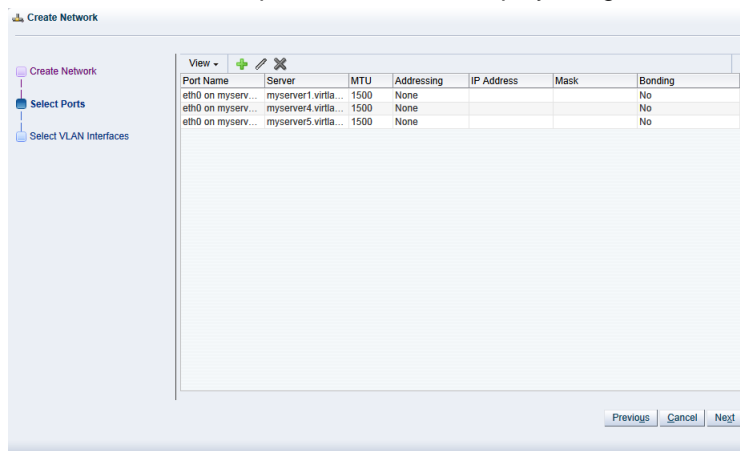 Create Network
Create Network
Select Ports
Select VLAN Interfaces
View
Port Name Server MTU Addressing IP Address Mask Bonding
eth0 on myserv... myserver1.virtla... 1500 None No
eth0 on myserv... myserver4.virtla... 1500 None No
eth0 on myserv... myserver5.virtla... 1500 None No
Previous Cancel Next